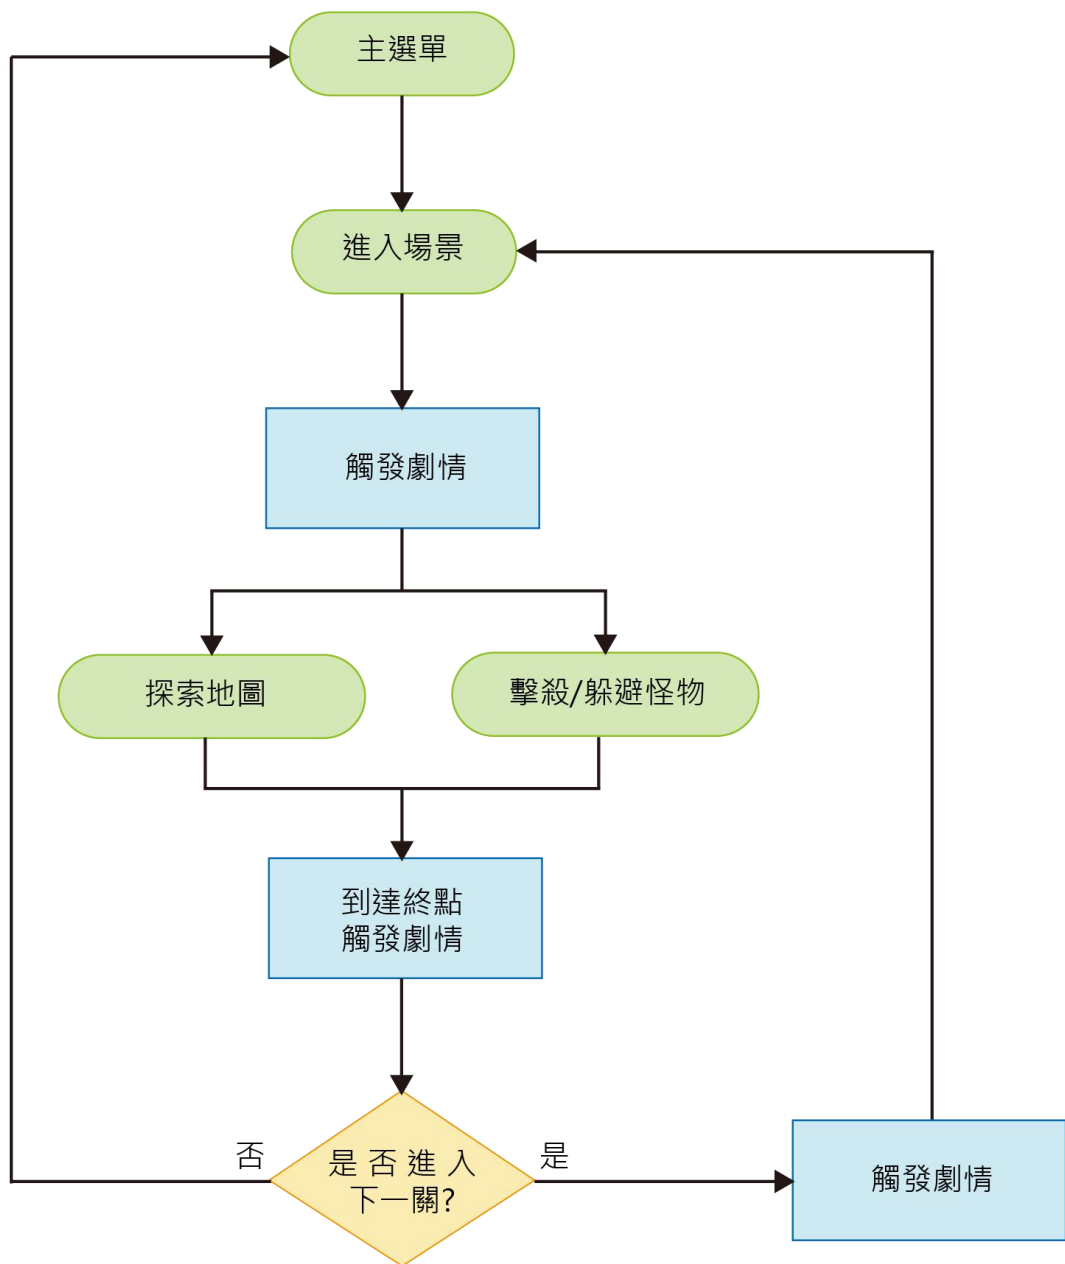 主選單
進入場景
觸發劇情
探索地圖
擊殺/躲避怪物
到達終點
觸發劇情
否
是否進入
下一關?
是
觸發劇情